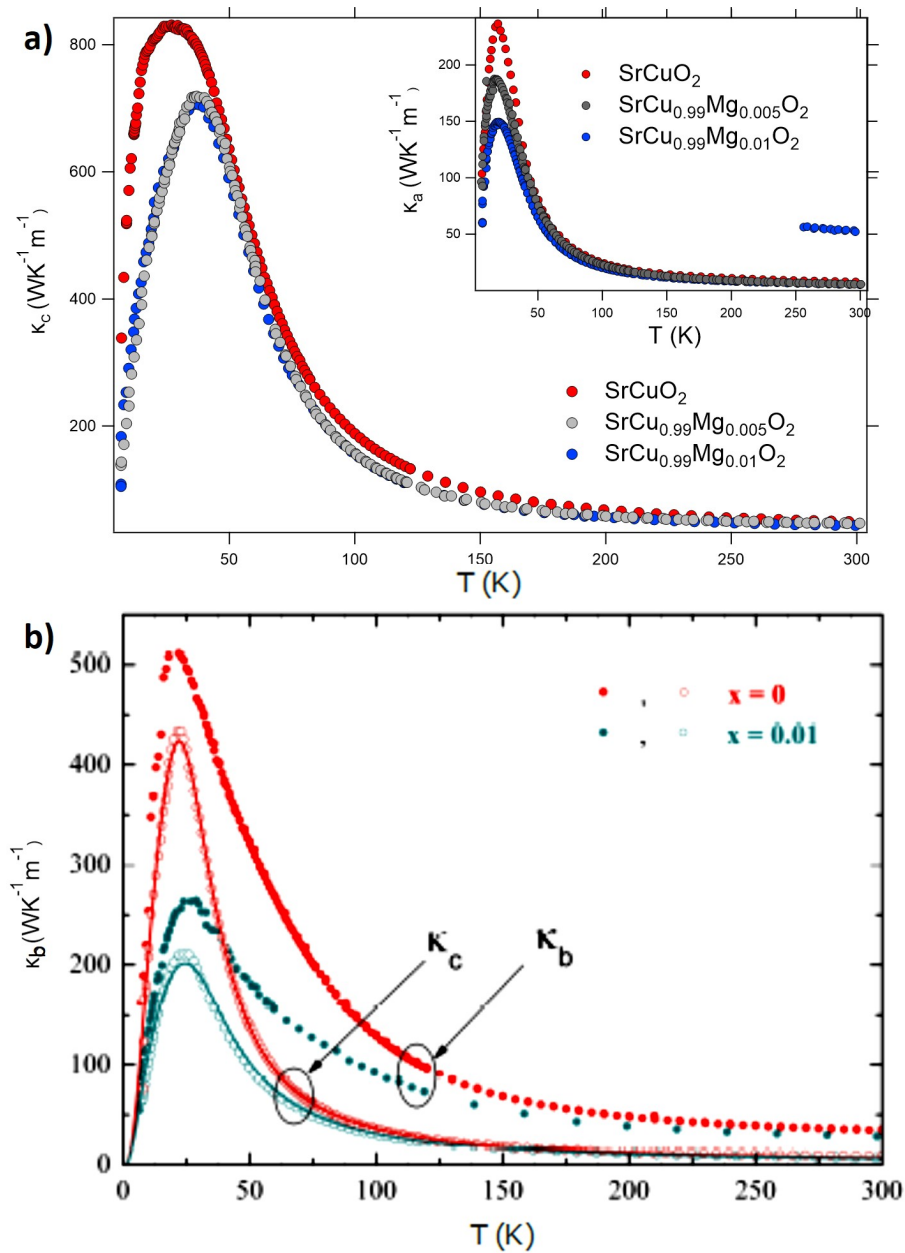 a)
800
600
400
200
κc (WK⁻¹m⁻¹)
50
100
150
200
250
300
T (K)
SrCuO₂
SrCu₀.₉₉Mg₀.₀₀₅O₂
SrCu₀.₉₉Mg₀.₀₁O₂
200
150
100
50
κa (WK⁻¹m⁻¹)
SrCuO₂
SrCu₀.₉₉Mg₀.₀₀₅O₂
SrCu₀.₉₉Mg₀.₀₁O₂
50
100
150
200
250
300
T (K)
b)
500
400
300
200
100
0
κb (WK⁻¹m⁻¹)
, x = 0
, x = 0.01
κc
κb
0
50
100
150
200
250
300
T (K)